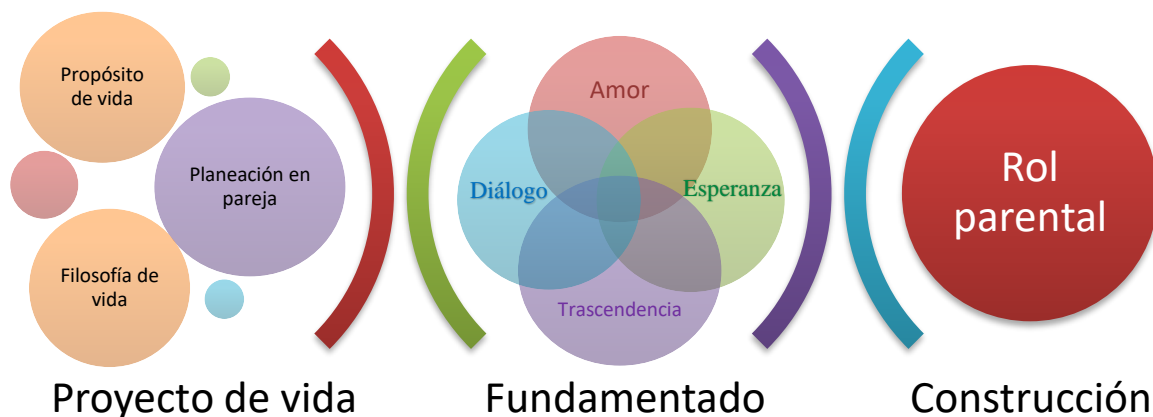 Propósito
de vida
Planeación en
pareja
Filosofía de
vida
Proyecto de vida
Amor
Diálogo
Esperanza
Trascendencia
Fundamentado
Rol
parental
Construcción